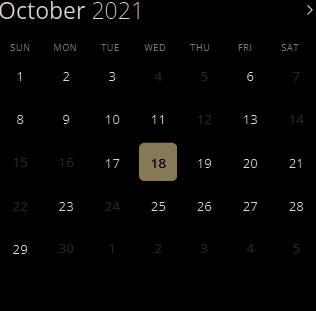 October 2021 >
SUN MON TUE WED THU FRI SAT
1 2 3 4 5 6 7
8 9 10 11 12 13 14
15 16 17 18 19 20 21
22 23 24 25 26 27 28
29 30 1 2 3 4 5